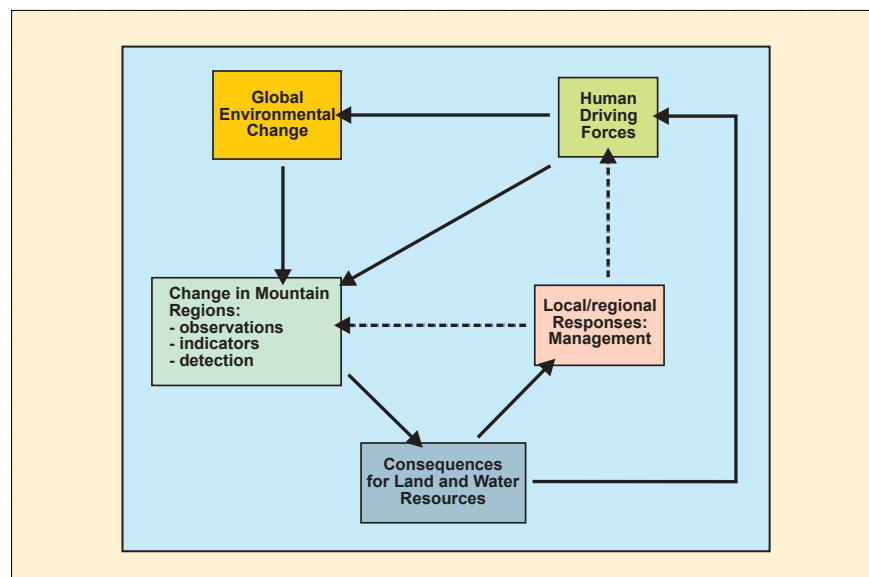 Global
Environmental
Change
Human
Driving
Forces
Change in Mountain
Regions:
- observations
- indicators
- detection
Local/regional
Responses:
Management
Consequences
for Land and Water
Resources